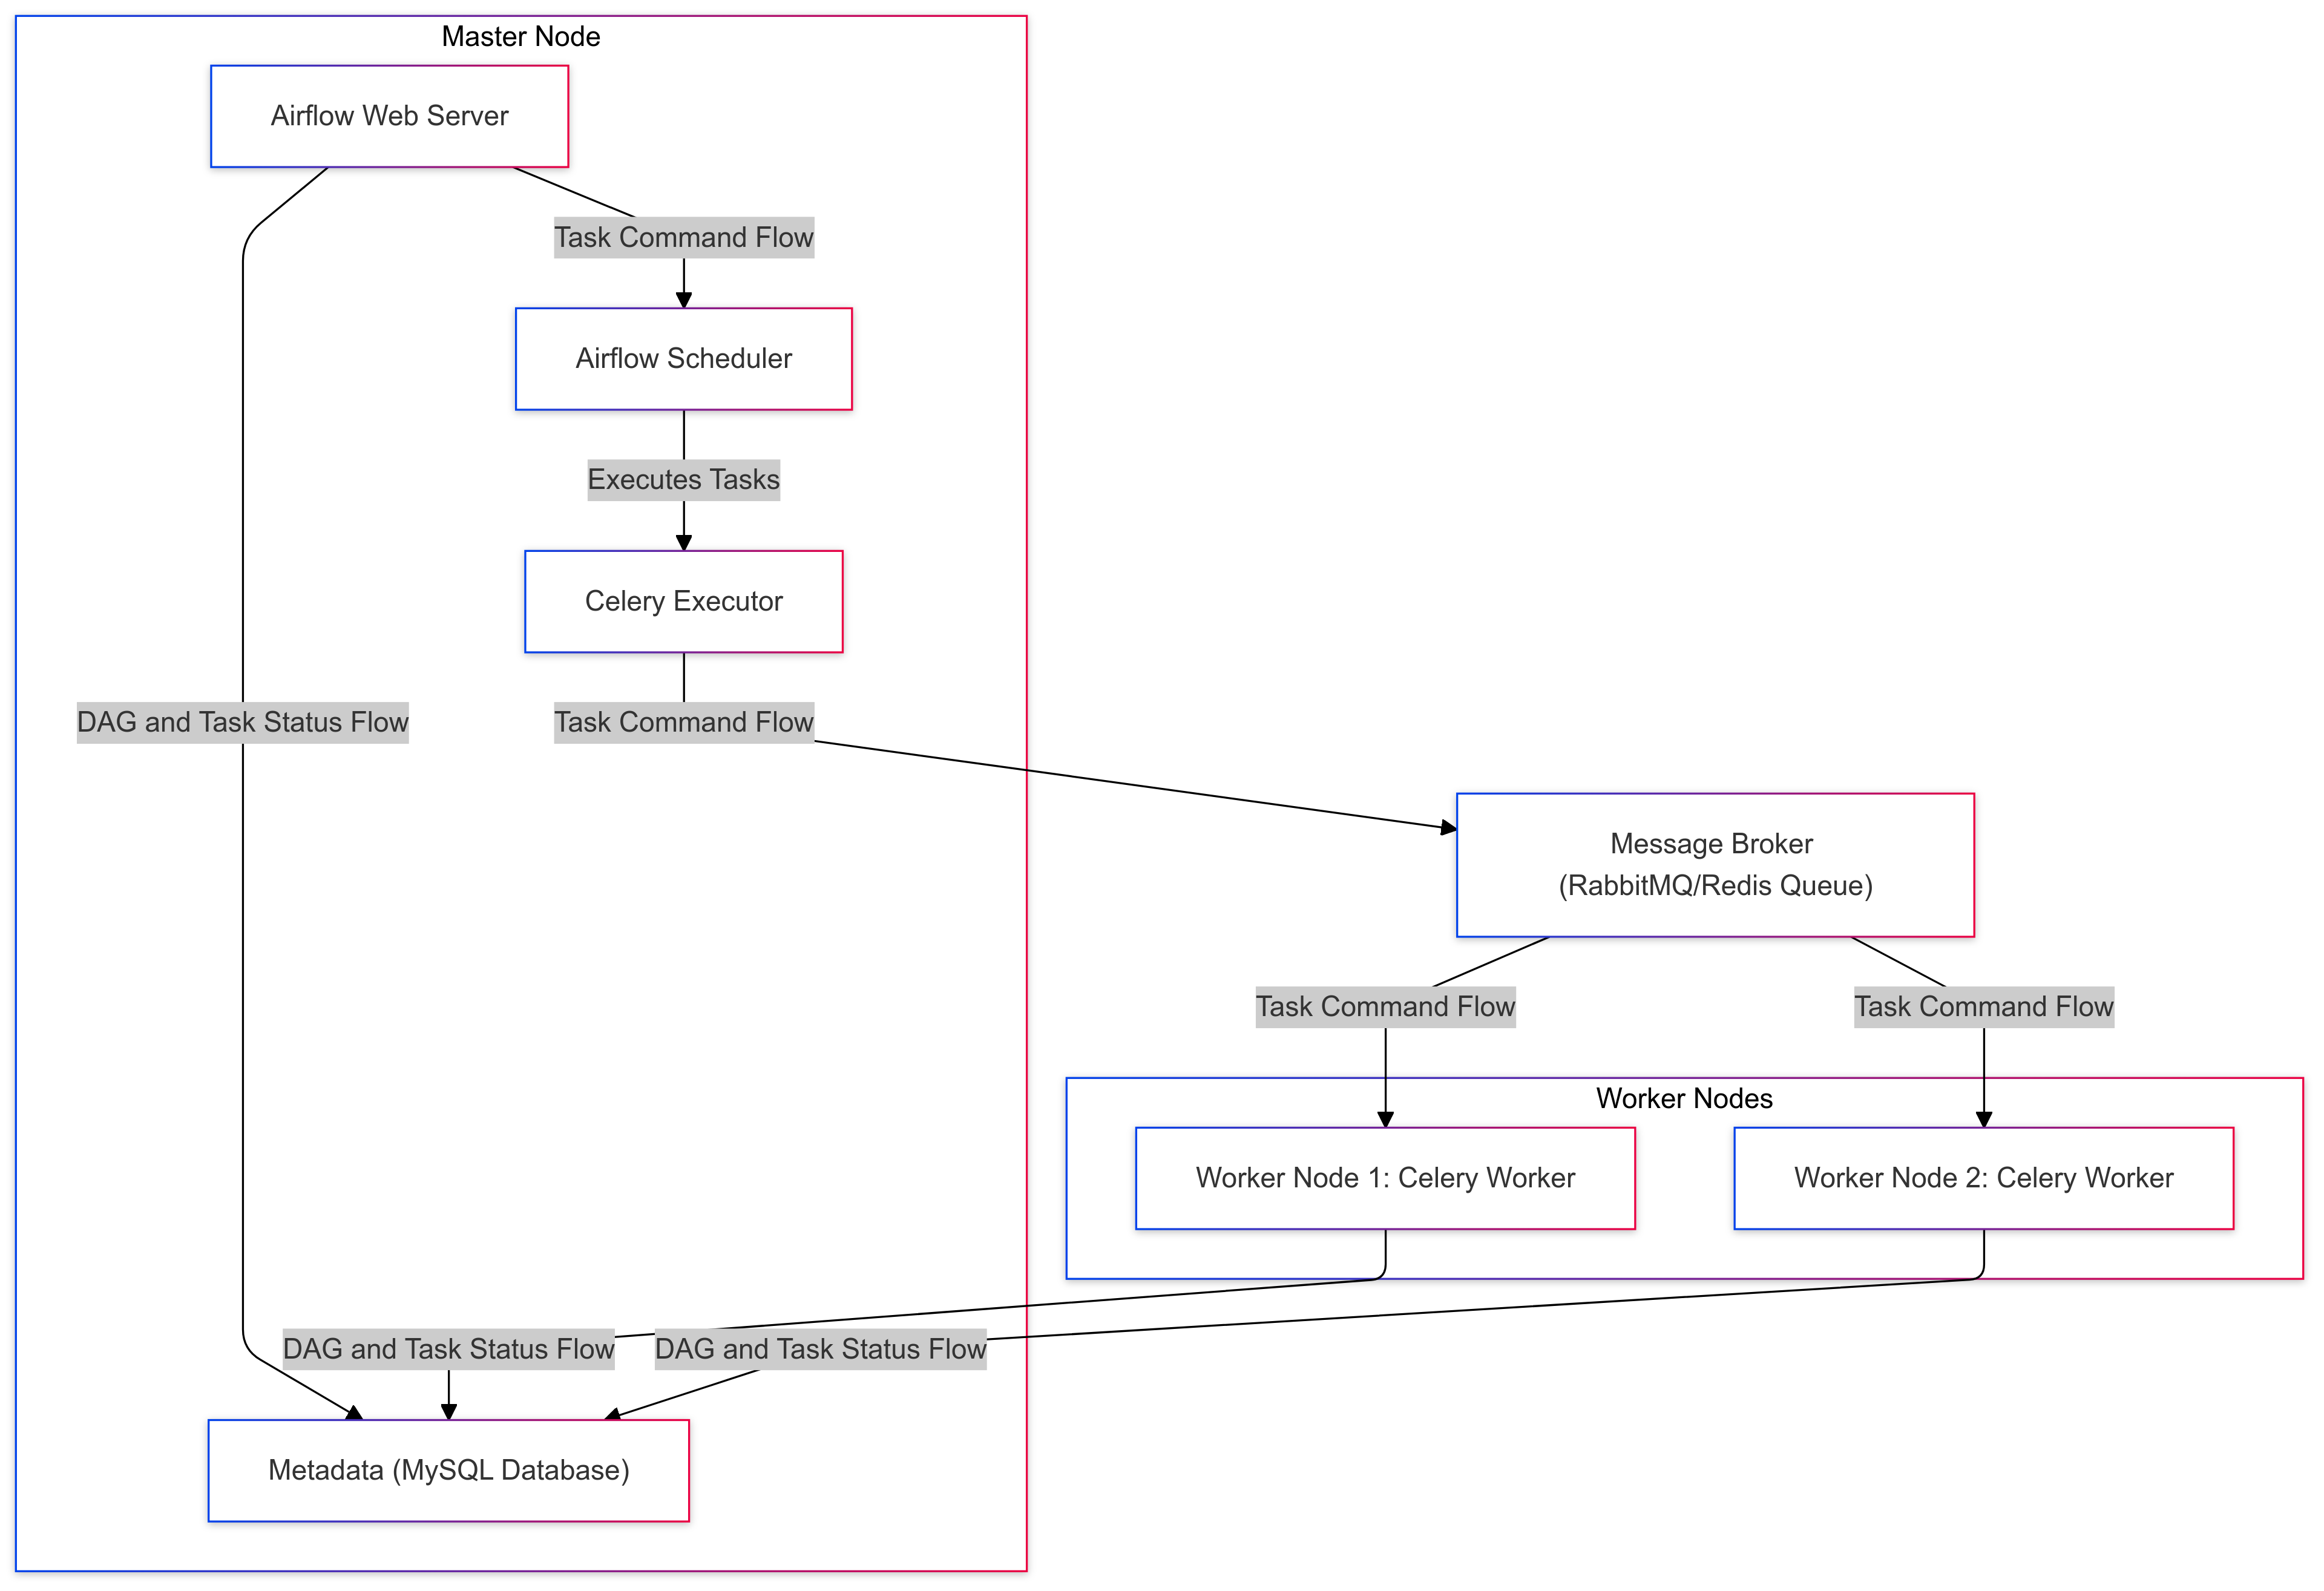 Master Node
Airflow Web Server
Task Command Flow
Airflow Scheduler
Executes Tasks
Celery Executor
DAG and Task Status Flow
Task Command Flow
Message Broker
(RabbitMQ/Redis Queue)
Task Command Flow
Task Command Flow
Worker Nodes
Worker Node 1: Celery Worker
Worker Node 2: Celery Worker
DAG and Task Status Flow
DAG and Task Status Flow
Metadata (MySQL Database)